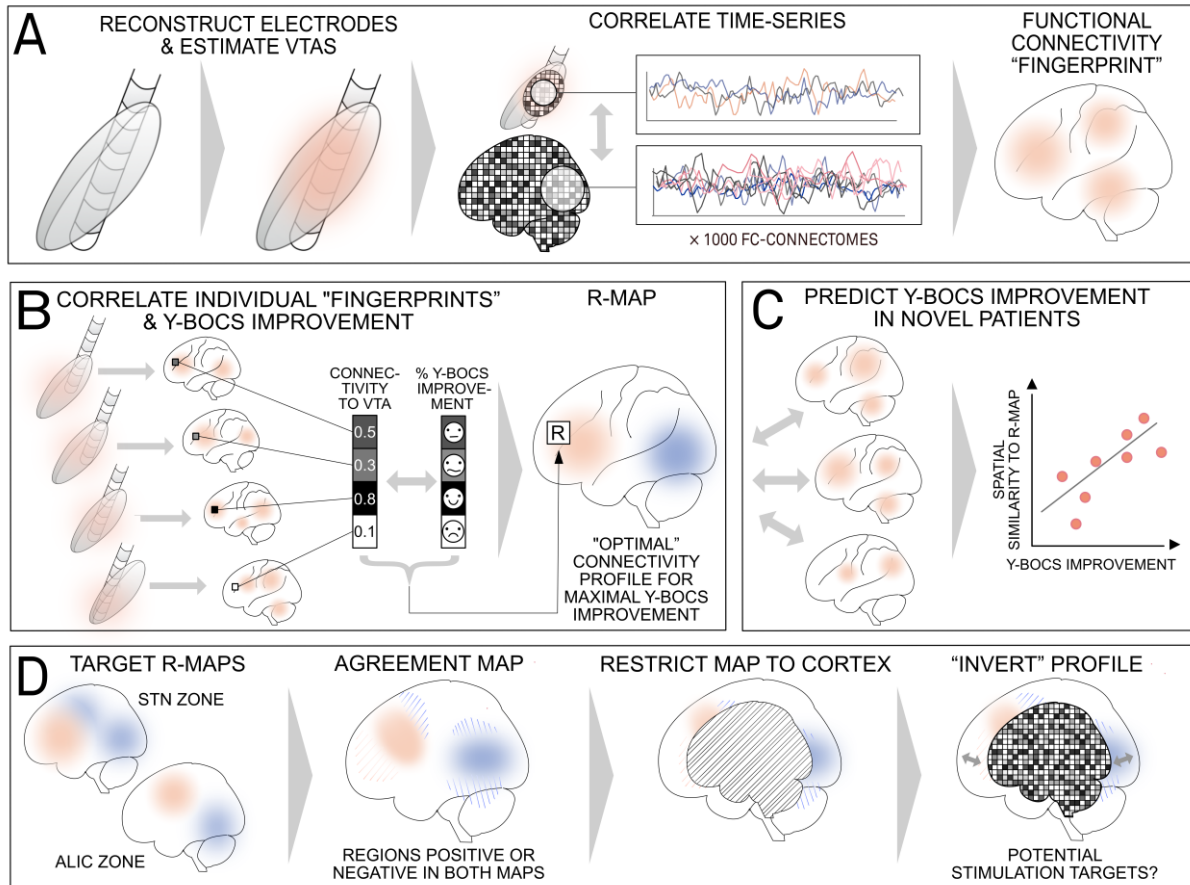 A
RECONSTRUCT ELECTRODES
& ESTIMATE VTAS
CORRELATE TIME-SERIES
× 1000 FC-CONNECTOMES
FUNCTIONAL
CONNECTIVITY
“FINGERPRINT”
B
CORRELATE INDIVIDUAL "FINGERPRINTS”
& Y-BOCS IMPROVEMENT
CONNEC-
TIVITY
TO VTA
% Y-BOCS
IMPROVE-
MENT
0.5
0.3
0.8
0.1
R-MAP
R
"OPTIMAL”
CONNECTIVITY
PROFILE FOR
MAXIMAL Y-BOCS
IMPROVEMENT
C
PREDICT Y-BOCS IMPROVEMENT
IN NOVEL PATIENTS
SPATIAL
SIMILARITY TO R-MAP
Y-BOCS IMPROVEMENT
D
TARGET R-MAPS
STN ZONE
ALIC ZONE
AGREEMENT MAP
REGIONS POSITIVE OR
NEGATIVE IN BOTH MAPS
RESTRICT MAP TO CORTEX
“INVERT” PROFILE
POTENTIAL
STIMULATION TARGETS?